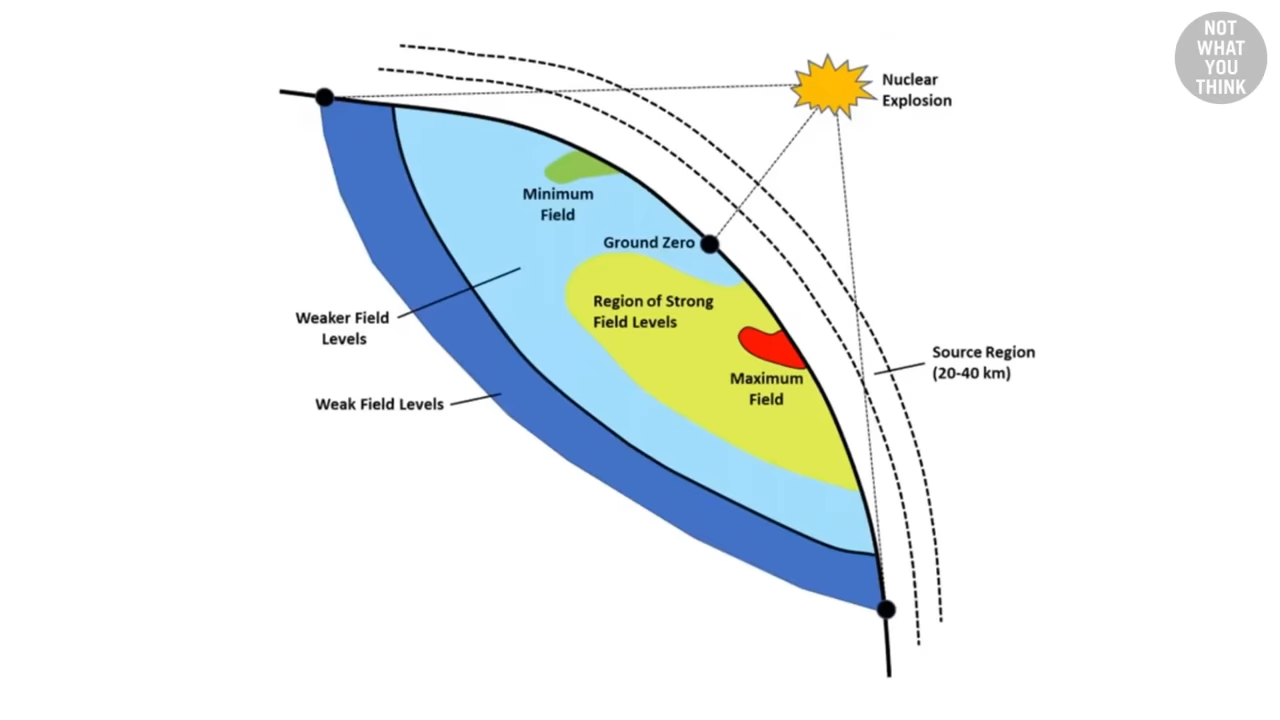 NOT
WHAT
YOU
THINK
Nuclear
Explosion
Minimum
Field
Ground Zero
Region of Strong
Field Levels
Weaker Field
Levels
Source Region
(20-40 km)
Maximum
Field
Weak Field Levels